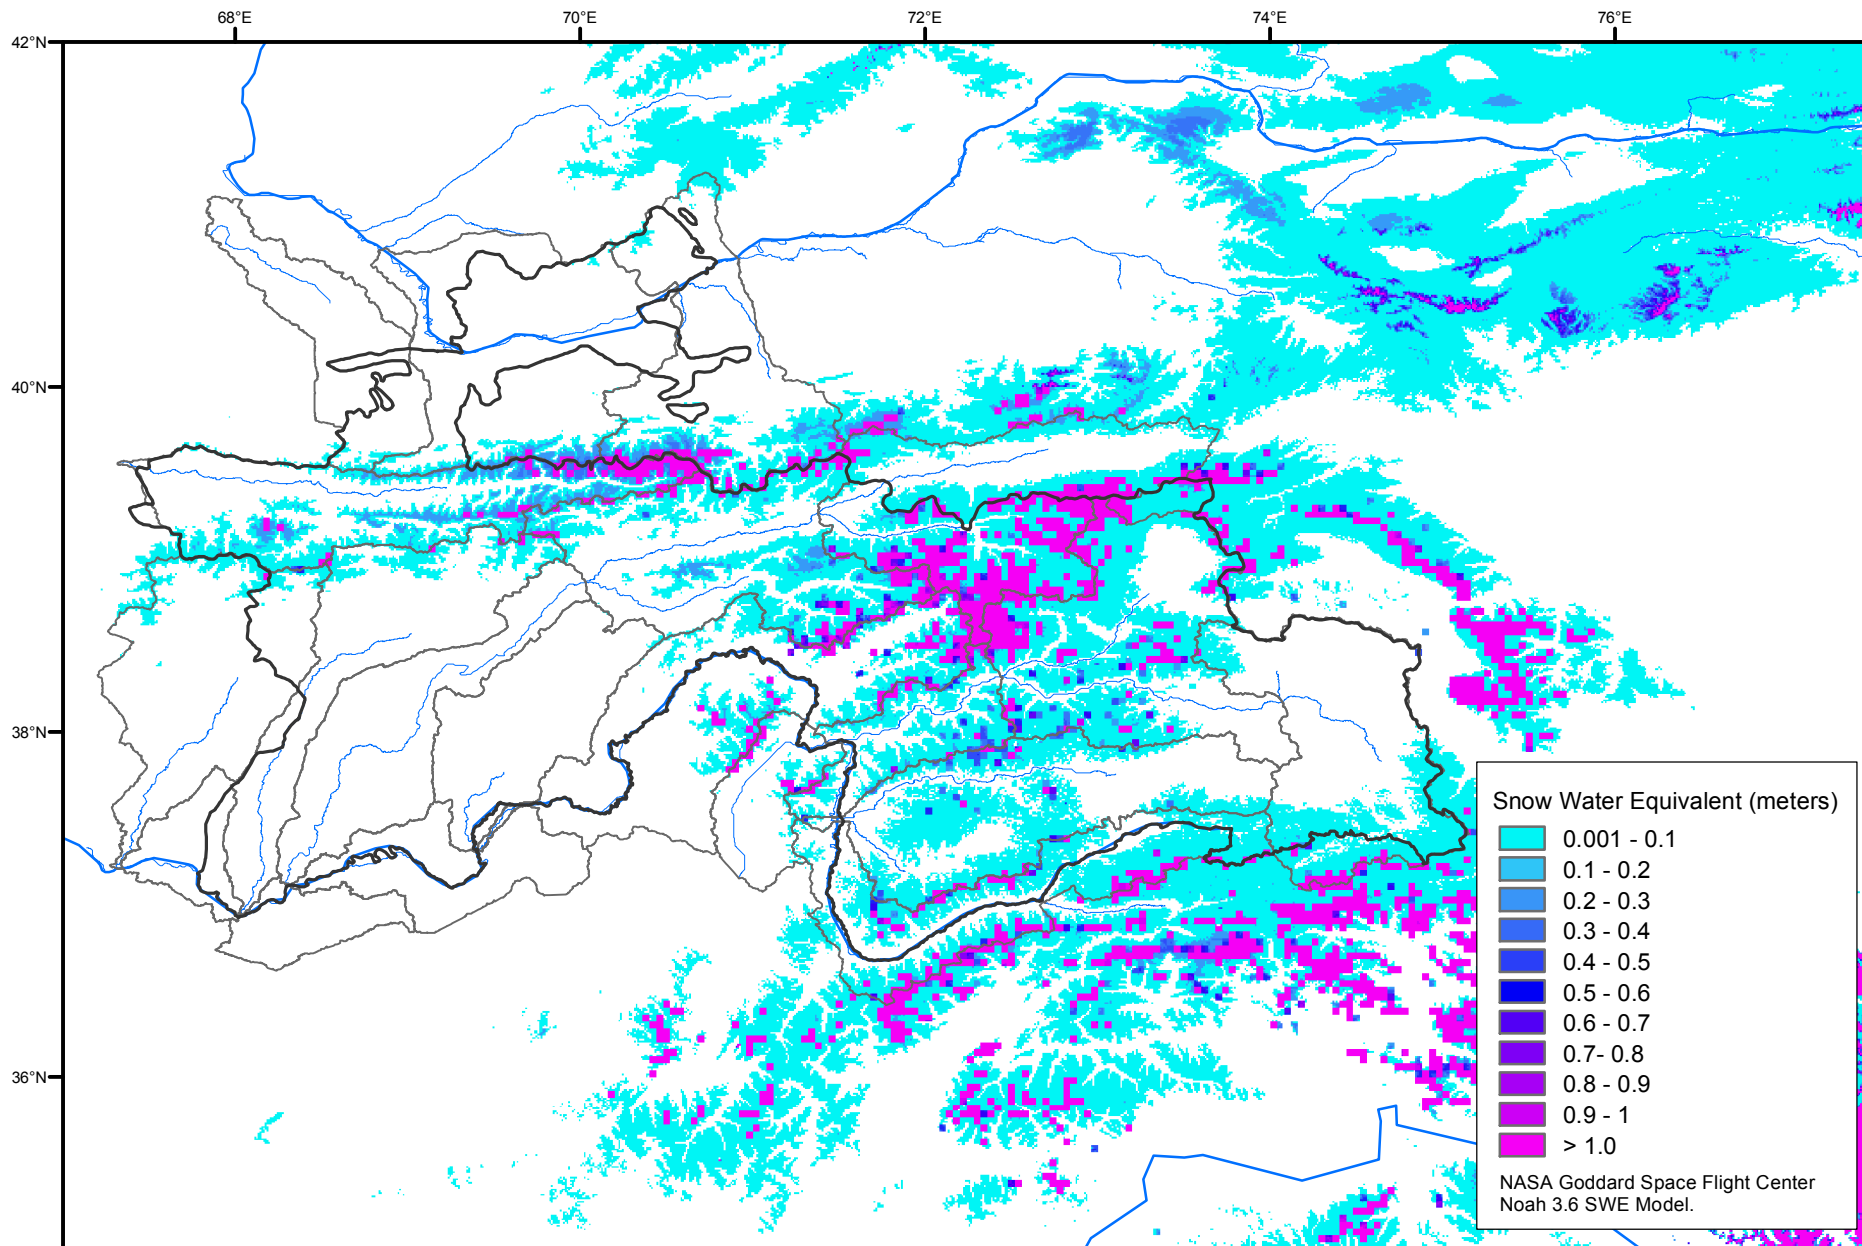 68°E 70°E 72°E 74°E 76°E
42°N
40°N
38°N
36°N
Snow Water Equivalent (meters)
0.001 - 0.1
0.1 - 0.2
0.2 - 0.3
0.3 - 0.4
0.4 - 0.5
0.5 - 0.6
0.6 - 0.7
0.7- 0.8
0.8 - 0.9
0.9 - 1
> 1.0
NASA Goddard Space Flight Center
Noah 3.6 SWE Model.